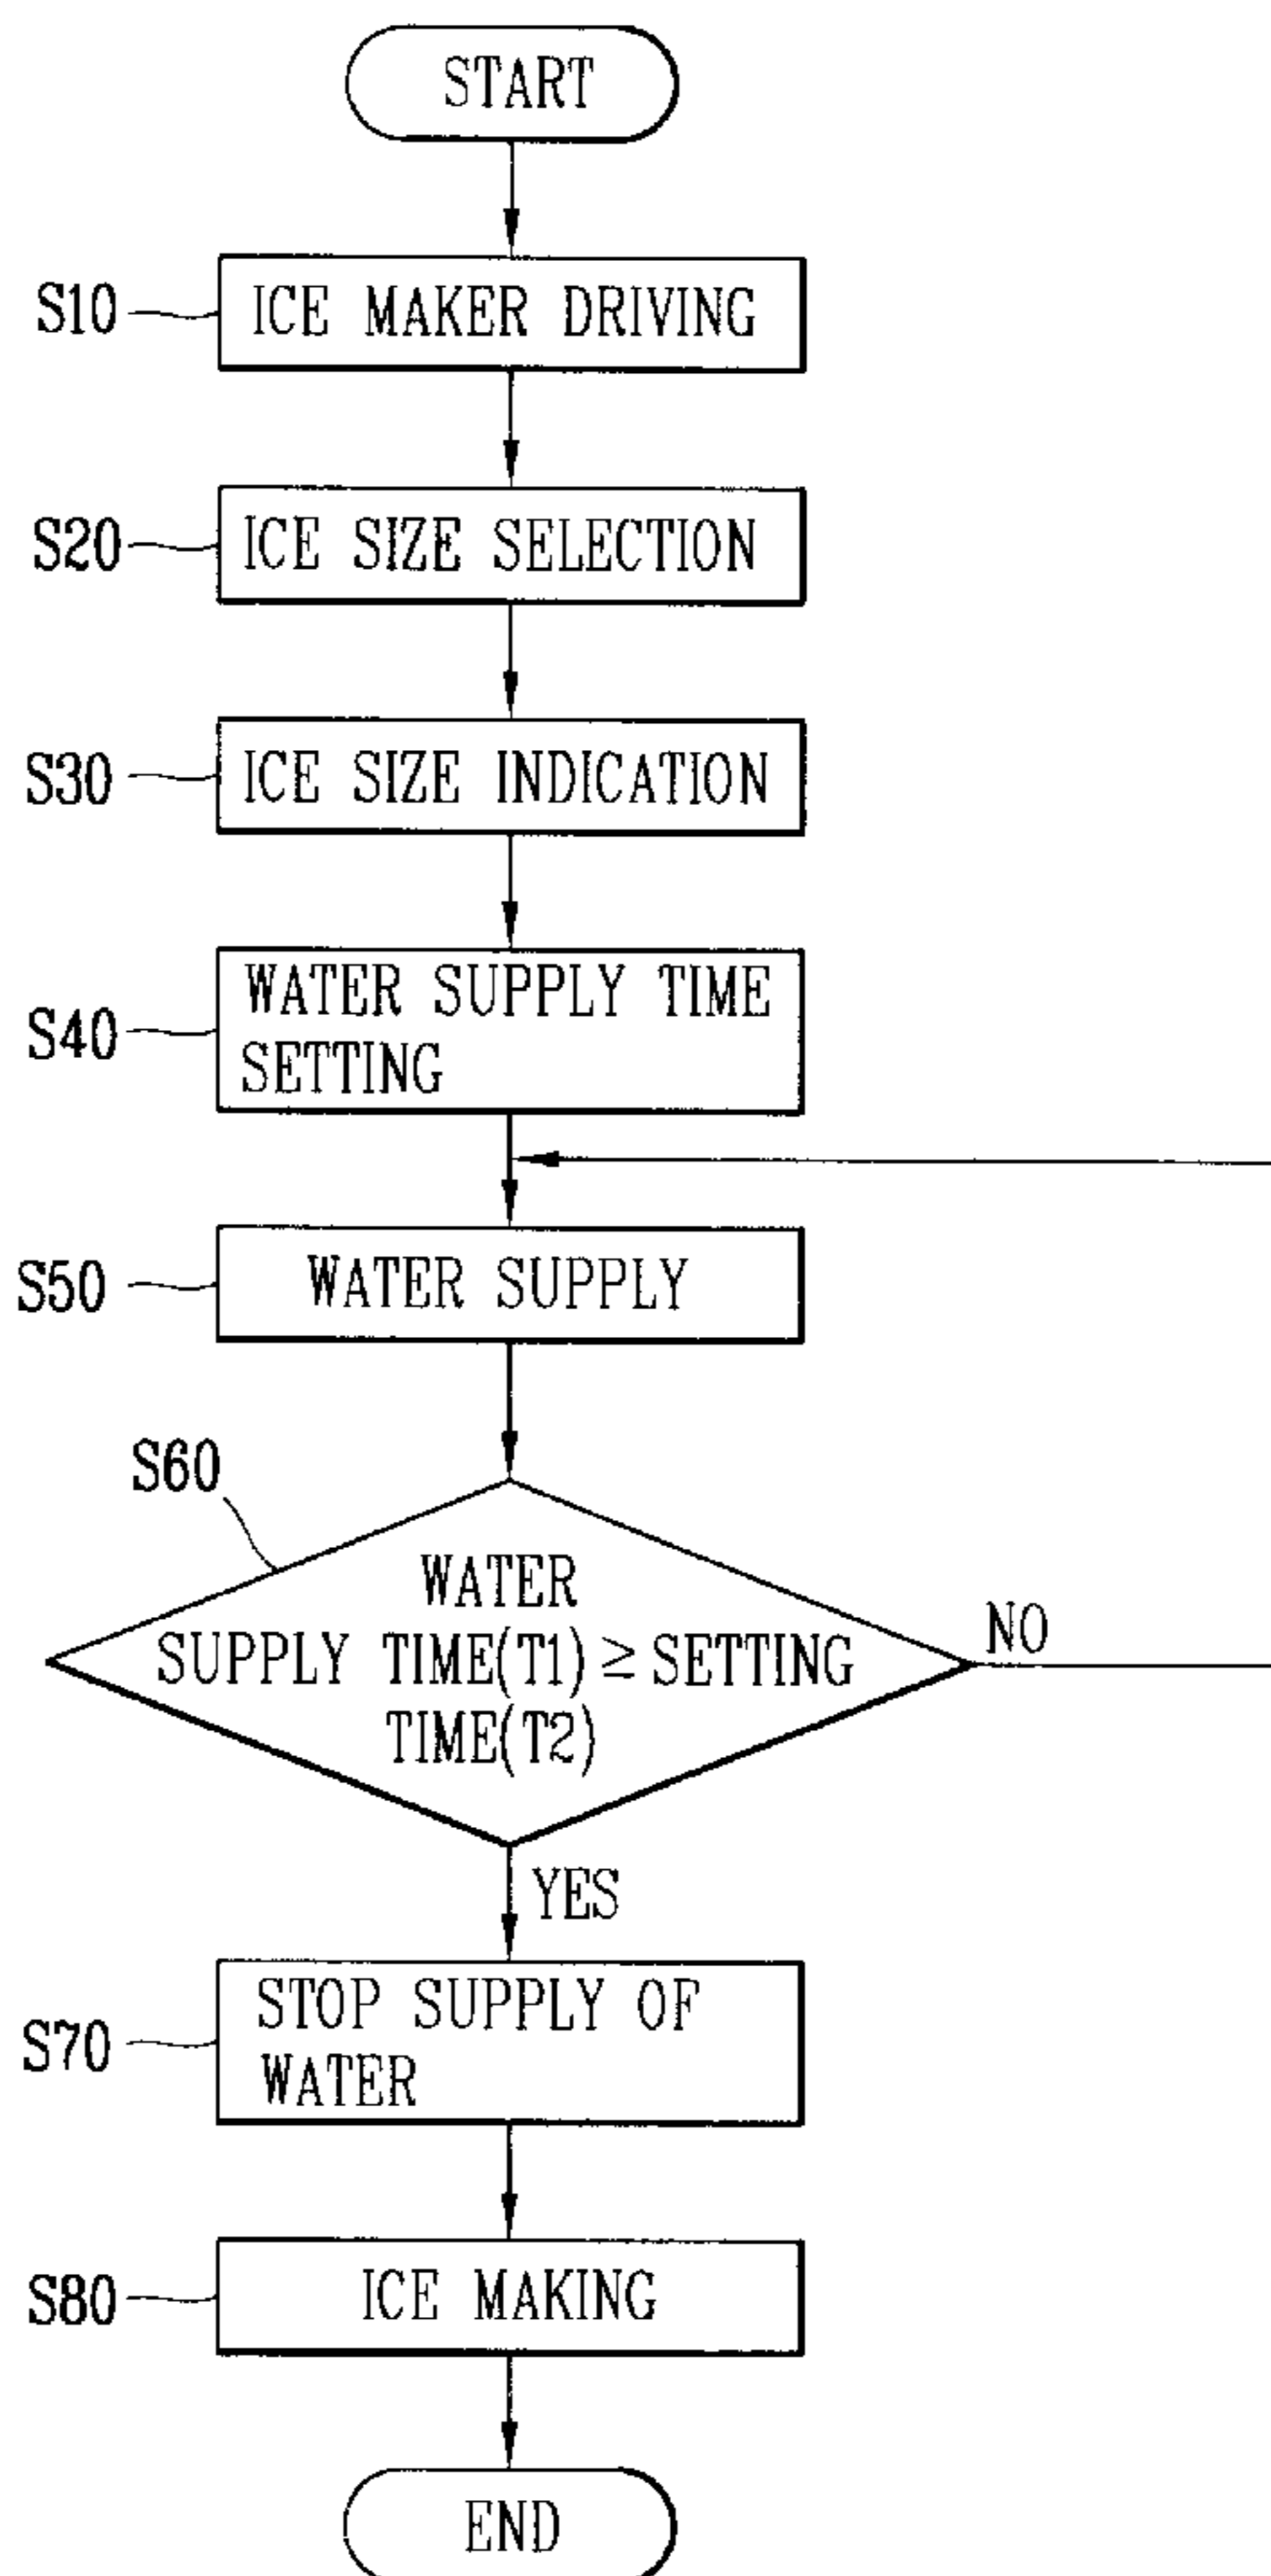 START
S10
ICE MAKER DRIVING
S20
ICE SIZE SELECTION
S30
ICE SIZE INDICATION
S40
WATER SUPPLY TIME
SETTING
S50
WATER SUPPLY
S60
WATER
SUPPLY TIME(T1) ≥ SETTING
TIME(T2)
NO
YES
S70
STOP SUPPLY OF
WATER
S80
ICE MAKING
END